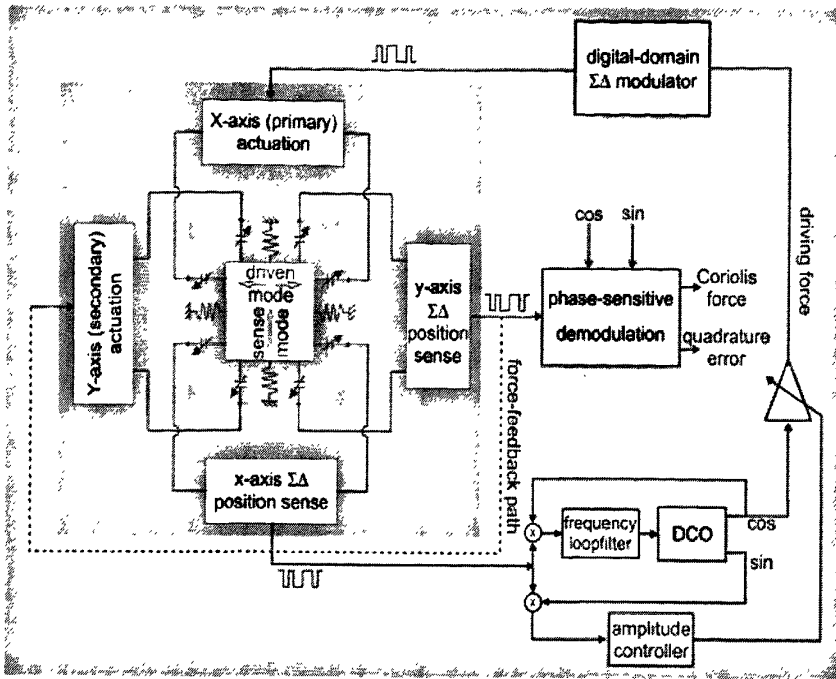 digital-domain
ΣΔ modulator
X-axis (primary)
actuation
driving force
cos sin
Y-axis (secondary)
actuation
driven
mode
sense
mode
y-axis
ΣΔ
position
sense
phase-sensitive
demodulation
Coriolis
force
quadrature
error
x-axis ΣΔ
position sense
force-feedback path
x
frequency
loopfilter
DCO
cos
sin
x
amplitude
controller